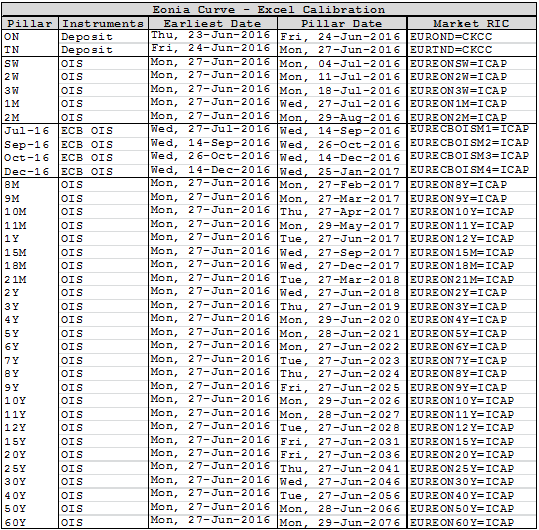 Eonia Curve - Excel Calibration
Pillar Instruments Earliest Date Pillar Date Market RIC
ON Deposit Thu, 23-Jun-2016 Fri, 24-Jun-2016 EUROND=CKCC
TN Deposit Fri, 24-Jun-2016 Mon, 27-Jun-2016 EURTND=CKCC
SW OIS Mon, 27-Jun-2016 Mon, 04-Jul-2016 EUREONSW=ICAP
2W OIS Mon, 27-Jun-2016 Mon, 11-Jul-2016 EUREON2W=ICAP
3W OIS Mon, 27-Jun-2016 Mon, 18-Jul-2016 EUREON3W=ICAP
1M OIS Mon, 27-Jun-2016 Wed, 27-Jul-2016 EUREON1M=ICAP
2M OIS Mon, 27-Jun-2016 Mon, 29-Aug-2016 EUREON2M=ICAP
Jul-16 ECB OIS Wed, 27-Jul-2016 Wed, 14-Sep-2016 EURECBOISM1=ICAP
Sep-16 ECB OIS Wed, 14-Sep-2016 Wed, 26-Oct-2016 EURECBOISM2=ICAP
Oct-16 ECB OIS Wed, 26-Oct-2016 Wed, 14-Dec-2016 EURECBOISM3=ICAP
Dec-16 ECB OIS Wed, 14-Dec-2016 Wed, 25-Jan-2017 EURECBOISM4=ICAP
8M OIS Mon, 27-Jun-2016 Mon, 27-Feb-2017 EUREON8Y=ICAP
9M OIS Mon, 27-Jun-2016 Mon, 27-Mar-2017 EUREON9Y=ICAP
10M OIS Mon, 27-Jun-2016 Thu, 27-Apr-2017 EUREON10Y=ICAP
11M OIS Mon, 27-Jun-2016 Mon, 29-May-2017 EUREON11Y=ICAP
1Y OIS Mon, 27-Jun-2016 Tue, 27-Jun-2017 EUREON12Y=ICAP
15M OIS Mon, 27-Jun-2016 Wed, 27-Sep-2017 EUREON15M=ICAP
18M OIS Mon, 27-Jun-2016 Wed, 27-Dec-2017 EUREON18M=ICAP
21M OIS Mon, 27-Jun-2016 Tue, 27-Mar-2018 EUREON21M=ICAP
2Y OIS Mon, 27-Jun-2016 Wed, 27-Jun-2018 EUREON2Y=ICAP
3Y OIS Mon, 27-Jun-2016 Thu, 27-Jun-2019 EUREON3Y=ICAP
4Y OIS Mon, 27-Jun-2016 Mon, 29-Jun-2020 EUREON4Y=ICAP
5Y OIS Mon, 27-Jun-2016 Mon, 28-Jun-2021 EUREON5Y=ICAP
6Y OIS Mon, 27-Jun-2016 Mon, 27-Jun-2022 EUREON6Y=ICAP
7Y OIS Mon, 27-Jun-2016 Tue, 27-Jun-2023 EUREON7Y=ICAP
8Y OIS Mon, 27-Jun-2016 Thu, 27-Jun-2024 EUREON8Y=ICAP
9Y OIS Mon, 27-Jun-2016 Fri, 27-Jun-2025 EUREON9Y=ICAP
10Y OIS Mon, 27-Jun-2016 Mon, 29-Jun-2026 EUREON10Y=ICAP
11Y OIS Mon, 27-Jun-2016 Mon, 28-Jun-2027 EUREON11Y=ICAP
12Y OIS Mon, 27-Jun-2016 Tue, 27-Jun-2028 EUREON12Y=ICAP
15Y OIS Mon, 27-Jun-2016 Fri, 27-Jun-2031 EUREON15Y=ICAP
20Y OIS Mon, 27-Jun-2016 Fri, 27-Jun-2036 EUREON20Y=ICAP
25Y OIS Mon, 27-Jun-2016 Thu, 27-Jun-2041 EUREON25Y=ICAP
30Y OIS Mon, 27-Jun-2016 Wed, 27-Jun-2046 EUREON30Y=ICAP
40Y OIS Mon, 27-Jun-2016 Tue, 27-Jun-2056 EUREON40Y=ICAP
50Y OIS Mon, 27-Jun-2016 Mon, 28-Jun-2066 EUREON50Y=ICAP
60Y OIS Mon, 27-Jun-2016 Mon, 29-Jun-2076 EUREON60Y=ICAP